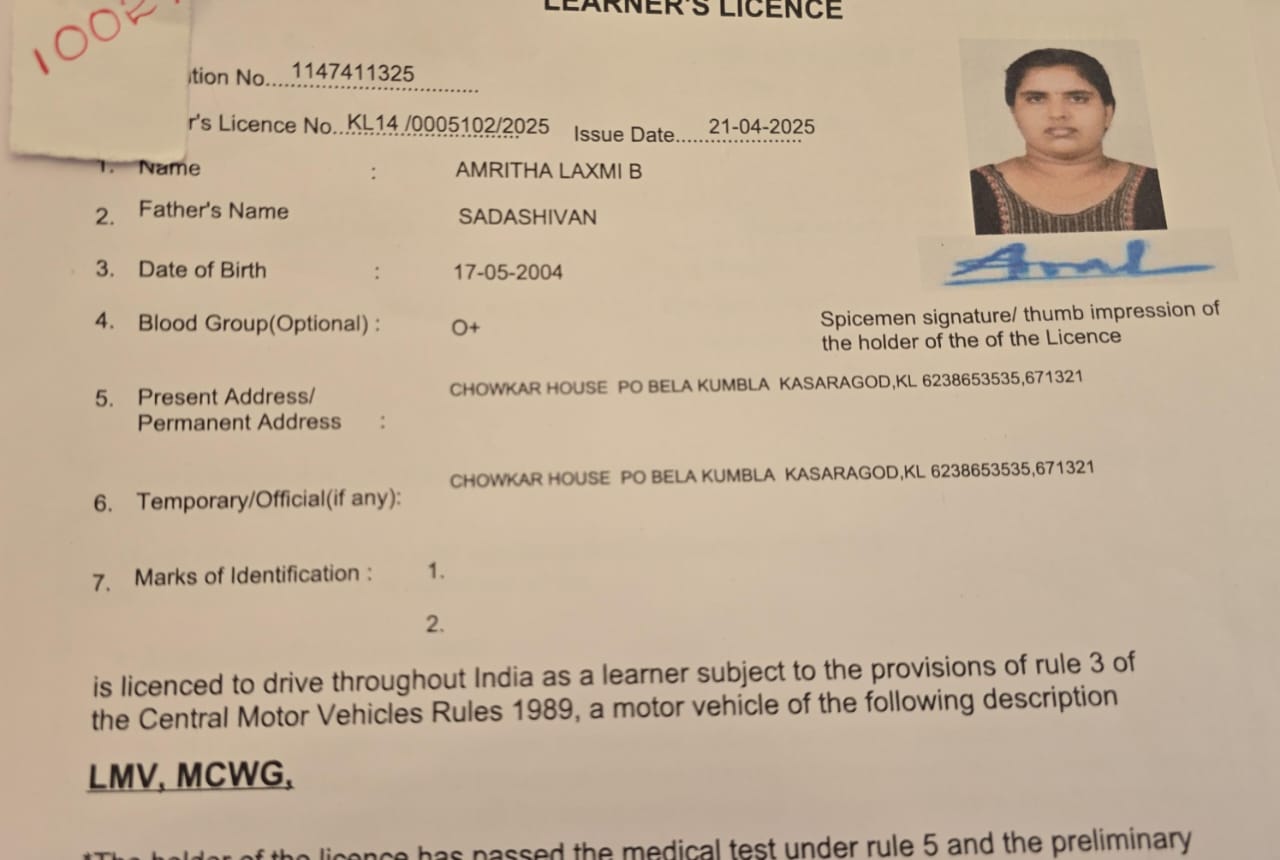 LEARNER'S LICENCE
tion No.... 1147411325
r's Licence No.. KL14 /0005102/2025 Issue Date..... 21-04-2025
1. Name : AMRITHA LAXMI B
2. Father's Name SADASHIVAN
3. Date of Birth : 17-05-2004
4. Blood Group(Optional) : O+
Spicemen signature/ thumb impression of
the holder of the of the Licence
5. Present Address/ CHOWKAR HOUSE PO BELA KUMBLA KASARAGOD,KL 6238653535,671321
Permanent Address :
CHOWKAR HOUSE PO BELA KUMBLA KASARAGOD,KL 6238653535,671321
6. Temporary/Official(if any):
7. Marks of Identification : 1.
2.
is licenced to drive throughout India as a learner subject to the provisions of rule 3 of
the Central Motor Vehicles Rules 1989, a motor vehicle of the following description
LMV, MCWG,
*The holder of the licence has passed the medical test under rule 5 and the preliminary